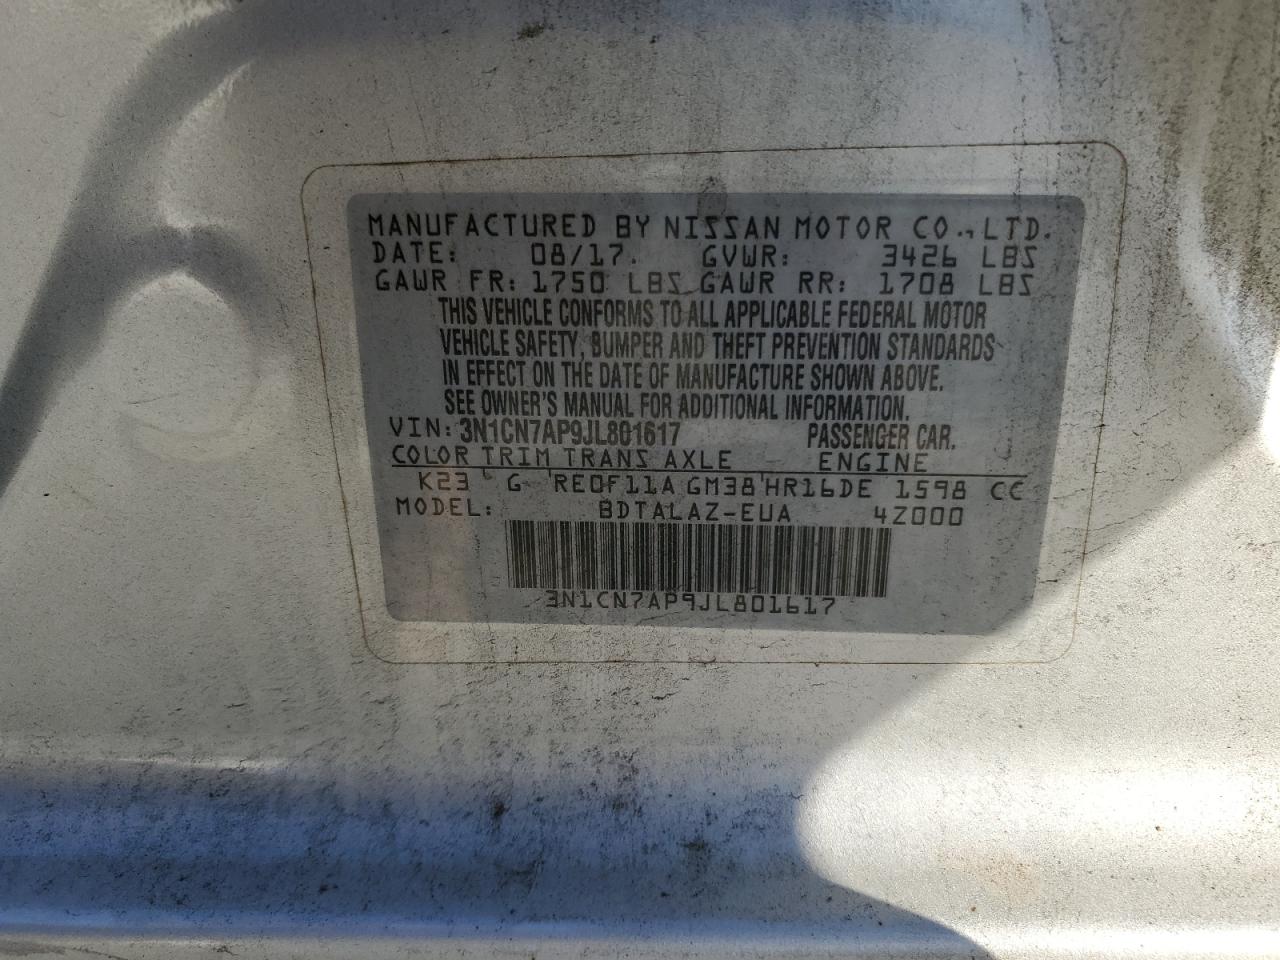 MANUFACTURED BY NISSAN MOTOR CO., LTD.
DATE: 08/17. GVWR: 3426 LBS
GAWR FR: 1750 LBS GAWR RR: 1708 LBS
THIS VEHICLE CONFORMS TO ALL APPLICABLE FEDERAL MOTOR
VEHICLE SAFETY, BUMPER AND THEFT PREVENTION STANDARDS
IN EFFECT ON THE DATE OF MANUFACTURE SHOWN ABOVE.
SEE OWNER'S MANUAL FOR ADDITIONAL INFORMATION.
VIN: 3N1CN7AP9JL801617 PASSENGER CAR.
COLOR TRIM TRANS AXLE ENGINE
K23 G RE0F11A GM38 HR16DE 1598 CC
MODEL: BDTALAZ-EUA 4Z000
3N1CN7AP9JL801617